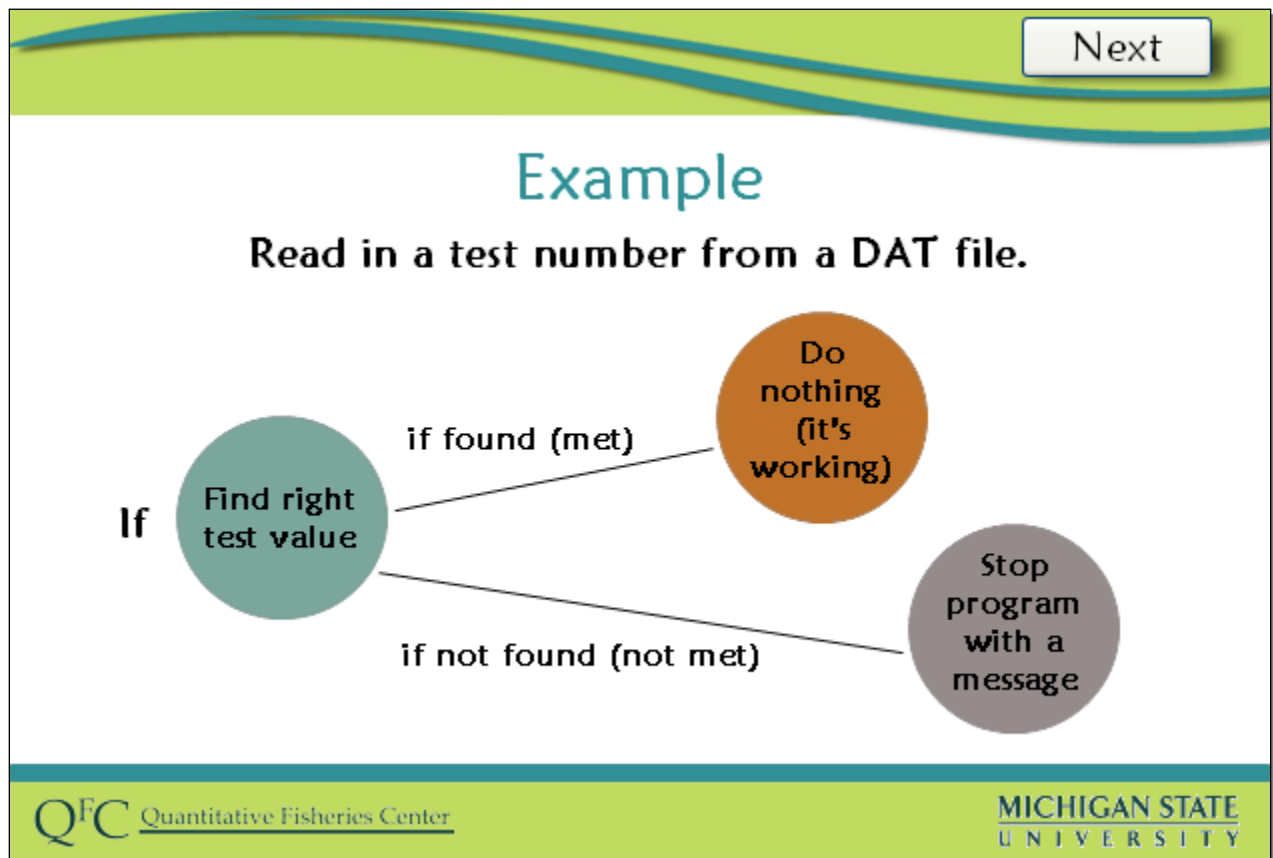 Next
Example
Read in a test number from a DAT file.
If
Find right
test value
if found (met)
Do
nothing
(it's
working)
if not found (not met)
Stop
program
with a
message
QFC Quantitative Fisheries Center
MICHIGAN STATE
UNIVERSITY